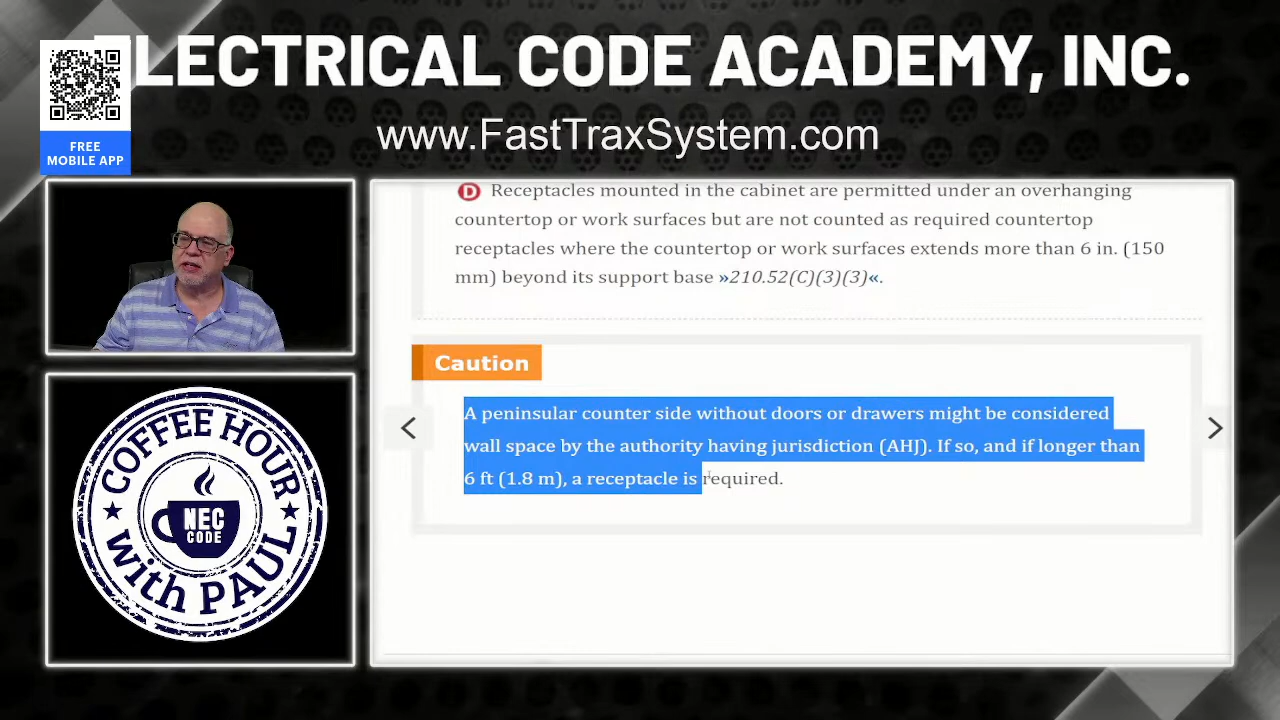 ELECTRICAL CODE ACADEMY, INC.
www.FastTraxSystem.com
FREE
MOBILE APP
D Receptacles mounted in the cabinet are permitted under an overhanging
countertop or work surfaces but are not counted as required countertop
receptacles where the countertop or work surfaces extends more than 6 in. (150
mm) beyond its support base »210.52(C)(3)(3)«.
Caution
A peninsular counter side without doors or drawers might be considered
wall space by the authority having jurisdiction (AHJ). If so, and if longer than
6 ft (1.8 m), a receptacle is required.
COFFEE HOUR
NEC
CODE
with PAUL